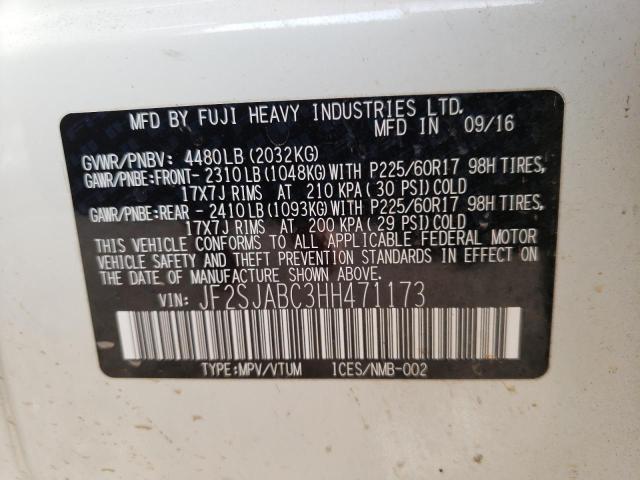 MFD BY FUJI HEAVY INDUSTRIES LTD.
MFD IN 09/16
GVWR/PNBV: 4480LB (2032KG)
GAWR/PNBE:FRONT-2310LB (1048KG)WITH P225/60R17 98H TIRES,
17X7J RIMS AT 210 KPA (30 PSI)COLD
GAWR/PNBE:REAR - 2410LB (1093KG)WITH P225/60R17 98H TIRES,
17X7J RIMS AT 200 KPA (29 PSI)COLD
THIS VEHICLE CONFORMS TO ALL APPLICABLE FEDERAL MOTOR
VEHICLE SAFETY AND THEFT PREVENTION STANDARDS IN EFFECT ON
THE DATE OF MANUFACTURE SHOWN ABOVE.
VIN: JF2SJABC3HH471173
TYPE:MPV/VTUM ICES/NMB-002